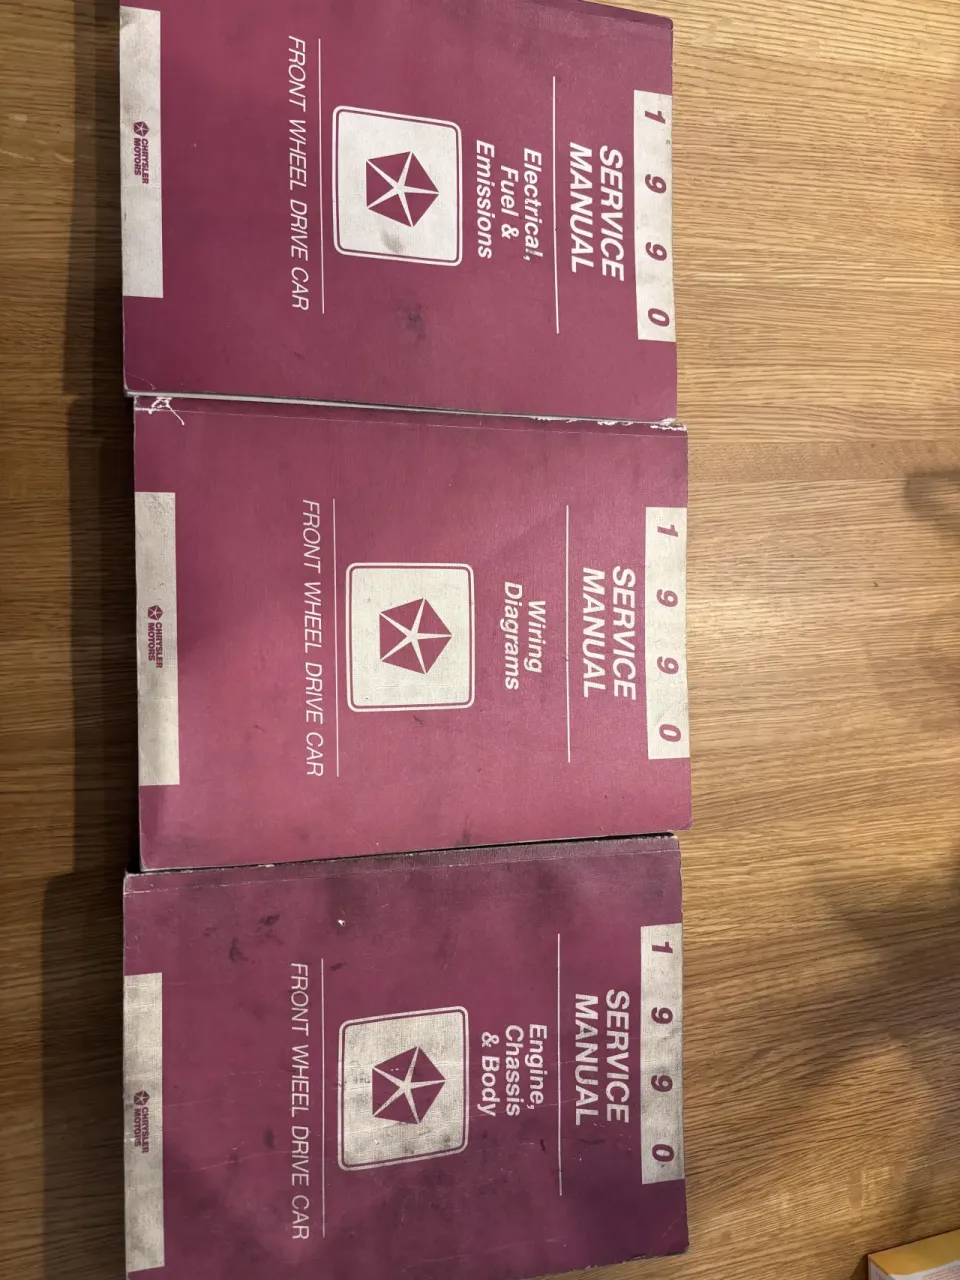 1990
SERVICE
MANUAL
Electrical,
Fuel &
Emissions
FRONT WHEEL DRIVE CAR
CHRYSLER
MOTORS
1990
SERVICE
MANUAL
Wiring
Diagrams
FRONT WHEEL DRIVE CAR
CHRYSLER
MOTORS
1990
SERVICE
MANUAL
Engine,
Chassis
& Body
FRONT WHEEL DRIVE CAR
CHRYSLER
MOTORS